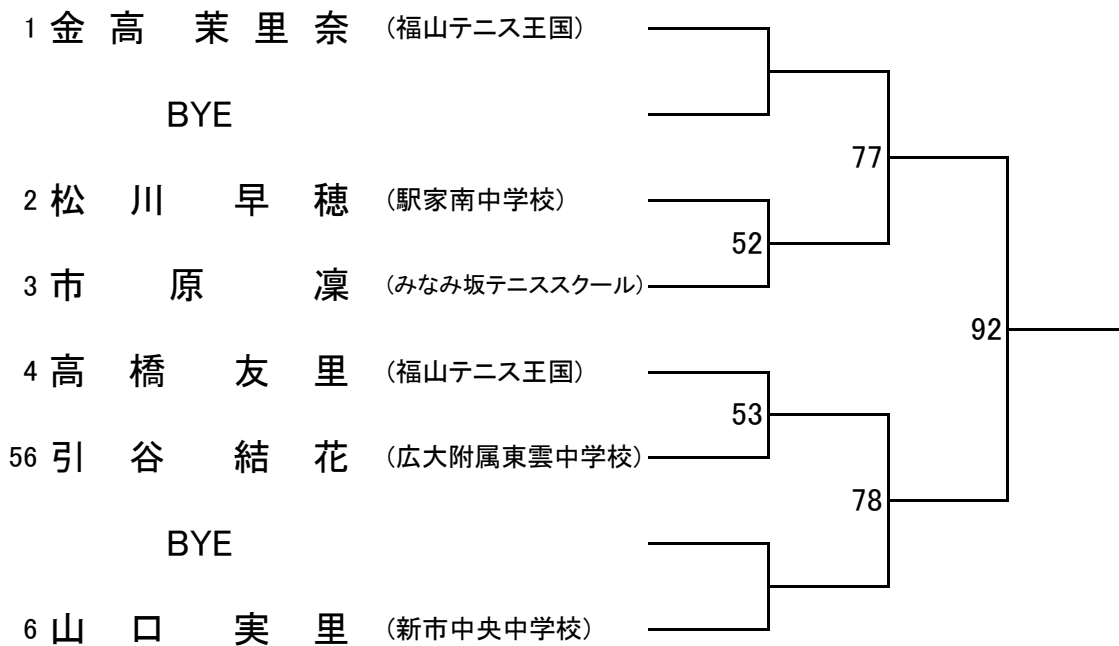 1 金高 茉里奈 (福山テニス王国)
BYE
77
2 松川 早穂 (駅家南中学校)
52
3 市原 凜 (みなみ坂テニススクール)
92
4 高橋 友里 (福山テニス王国)
53
56 引谷 結花 (広大附属東雲中学校)
78
BYE
6 山口 実里 (新市中央中学校)